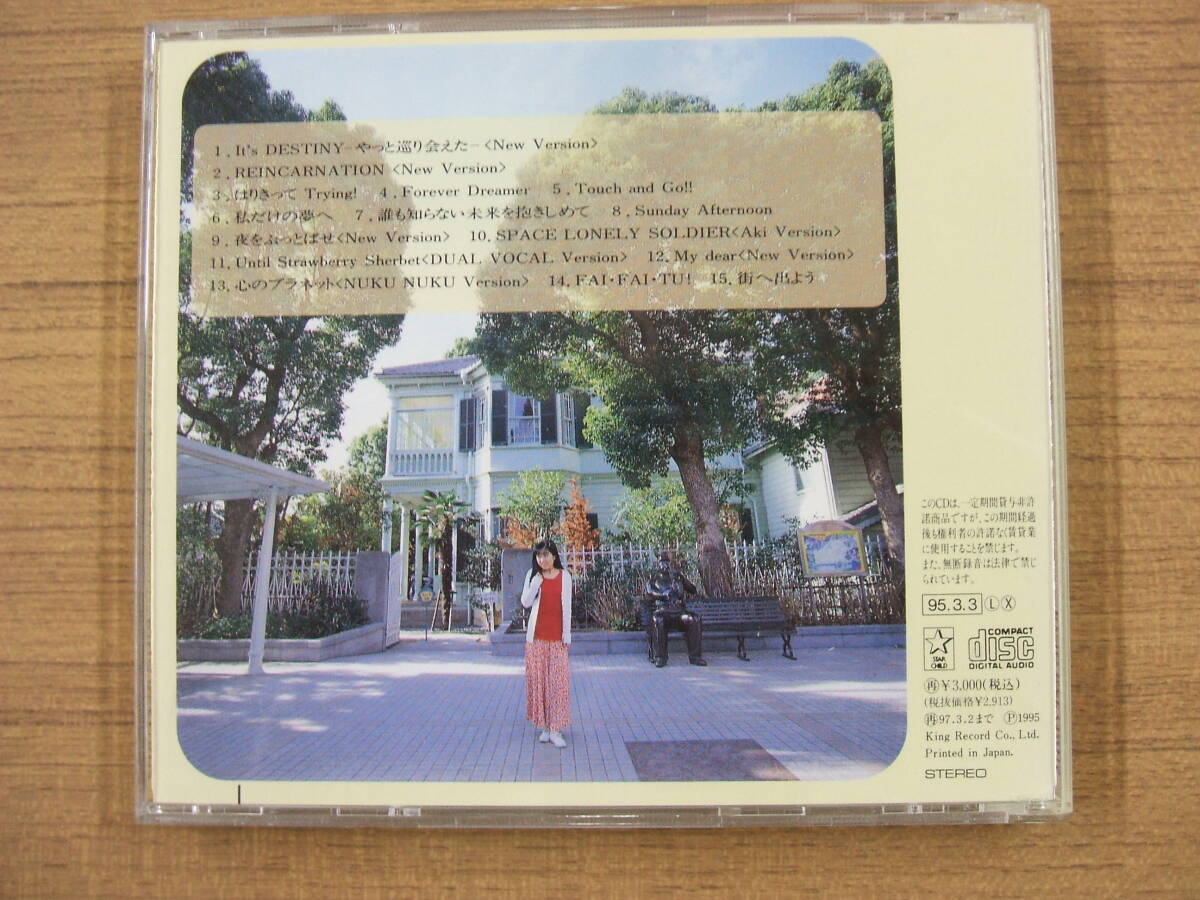 1. It's DESTINY－やっと巡り会えた－<New Version>
2. REINCARNATION <New Version>
3. はりきって Trying! 4. Forever Dreamer 5. Touch and Go!!
6. 私だけの夢へ 7. 誰も知らない未来を抱きしめて 8. Sunday Afternoon
9. 夜をぶっとばせ<New Version> 10. SPACE LONELY SOLDIER<Aki Version>
11. Until Strawberry Sherbet<DUAL VOCAL Version> 12. My dear<New Version>
13. 心のプラネット<NUKU NUKU Version> 14. FAI・FAI・TU! 15. 街へ出よう
このCDは、一定期間貸与非許
諾商品ですが、この期間経過
後も権利者の許諾なく賃貸業
に使用することを禁じます。
また、無断録音は法律で禁じ
られています。
95.3.3 Ⓛ Ⓧ
STAR CHILD
COMPACT disc DIGITAL AUDIO
㊢¥3,000(税込)
(税抜価格¥2,913)
㊢97.3.2まで Ⓟ1995
King Record Co., Ltd.
Printed in Japan.
STEREO